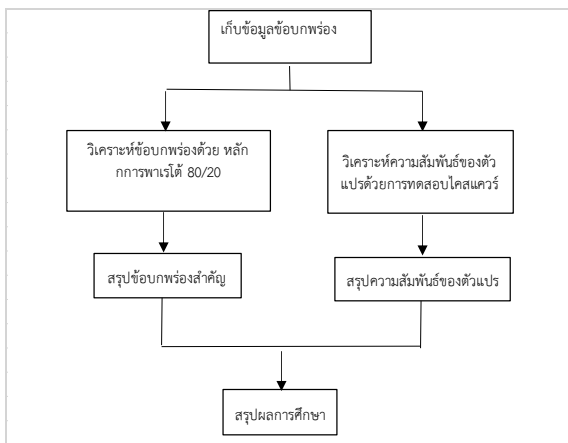 เก็บข้อมูลข้อบกพร่อง
วิเคราะห์ข้อบกพร่องด้วย หลัก
กการพาเรโต้ 80/20
วิเคราะห์ความสัมพันธ์ของตัว
แปรด้วยการทดสอบไคสแควร์
สรุปข้อบกพร่องสำคัญ
สรุปความสัมพันธ์ของตัวแปร
สรุปผลการศึกษา